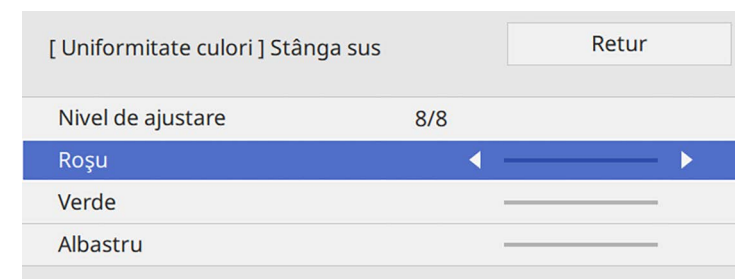 [ Uniformitate culori ] Stânga sus
Retur
Nivel de ajustare 8/8
Roşu
Verde
Albastru